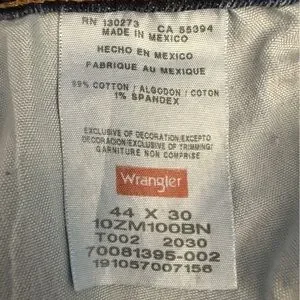 RN 130273 CA 55394
MADE IN MEXICO
HECHO EN MEXICO
FABRIQUE AU MEXIQUE
99% COTTON / ALGODON / COTON
1% SPANDEX
EXCLUSIVE OF DECORATION/EXCEPTO
DECORACION/EXCLUSIVE OF TRIMMING/
GARNITURE NON COMPRISE
Wrangler
44 X 30
10ZM100BN
T002 2030
70081395-002
191057007156